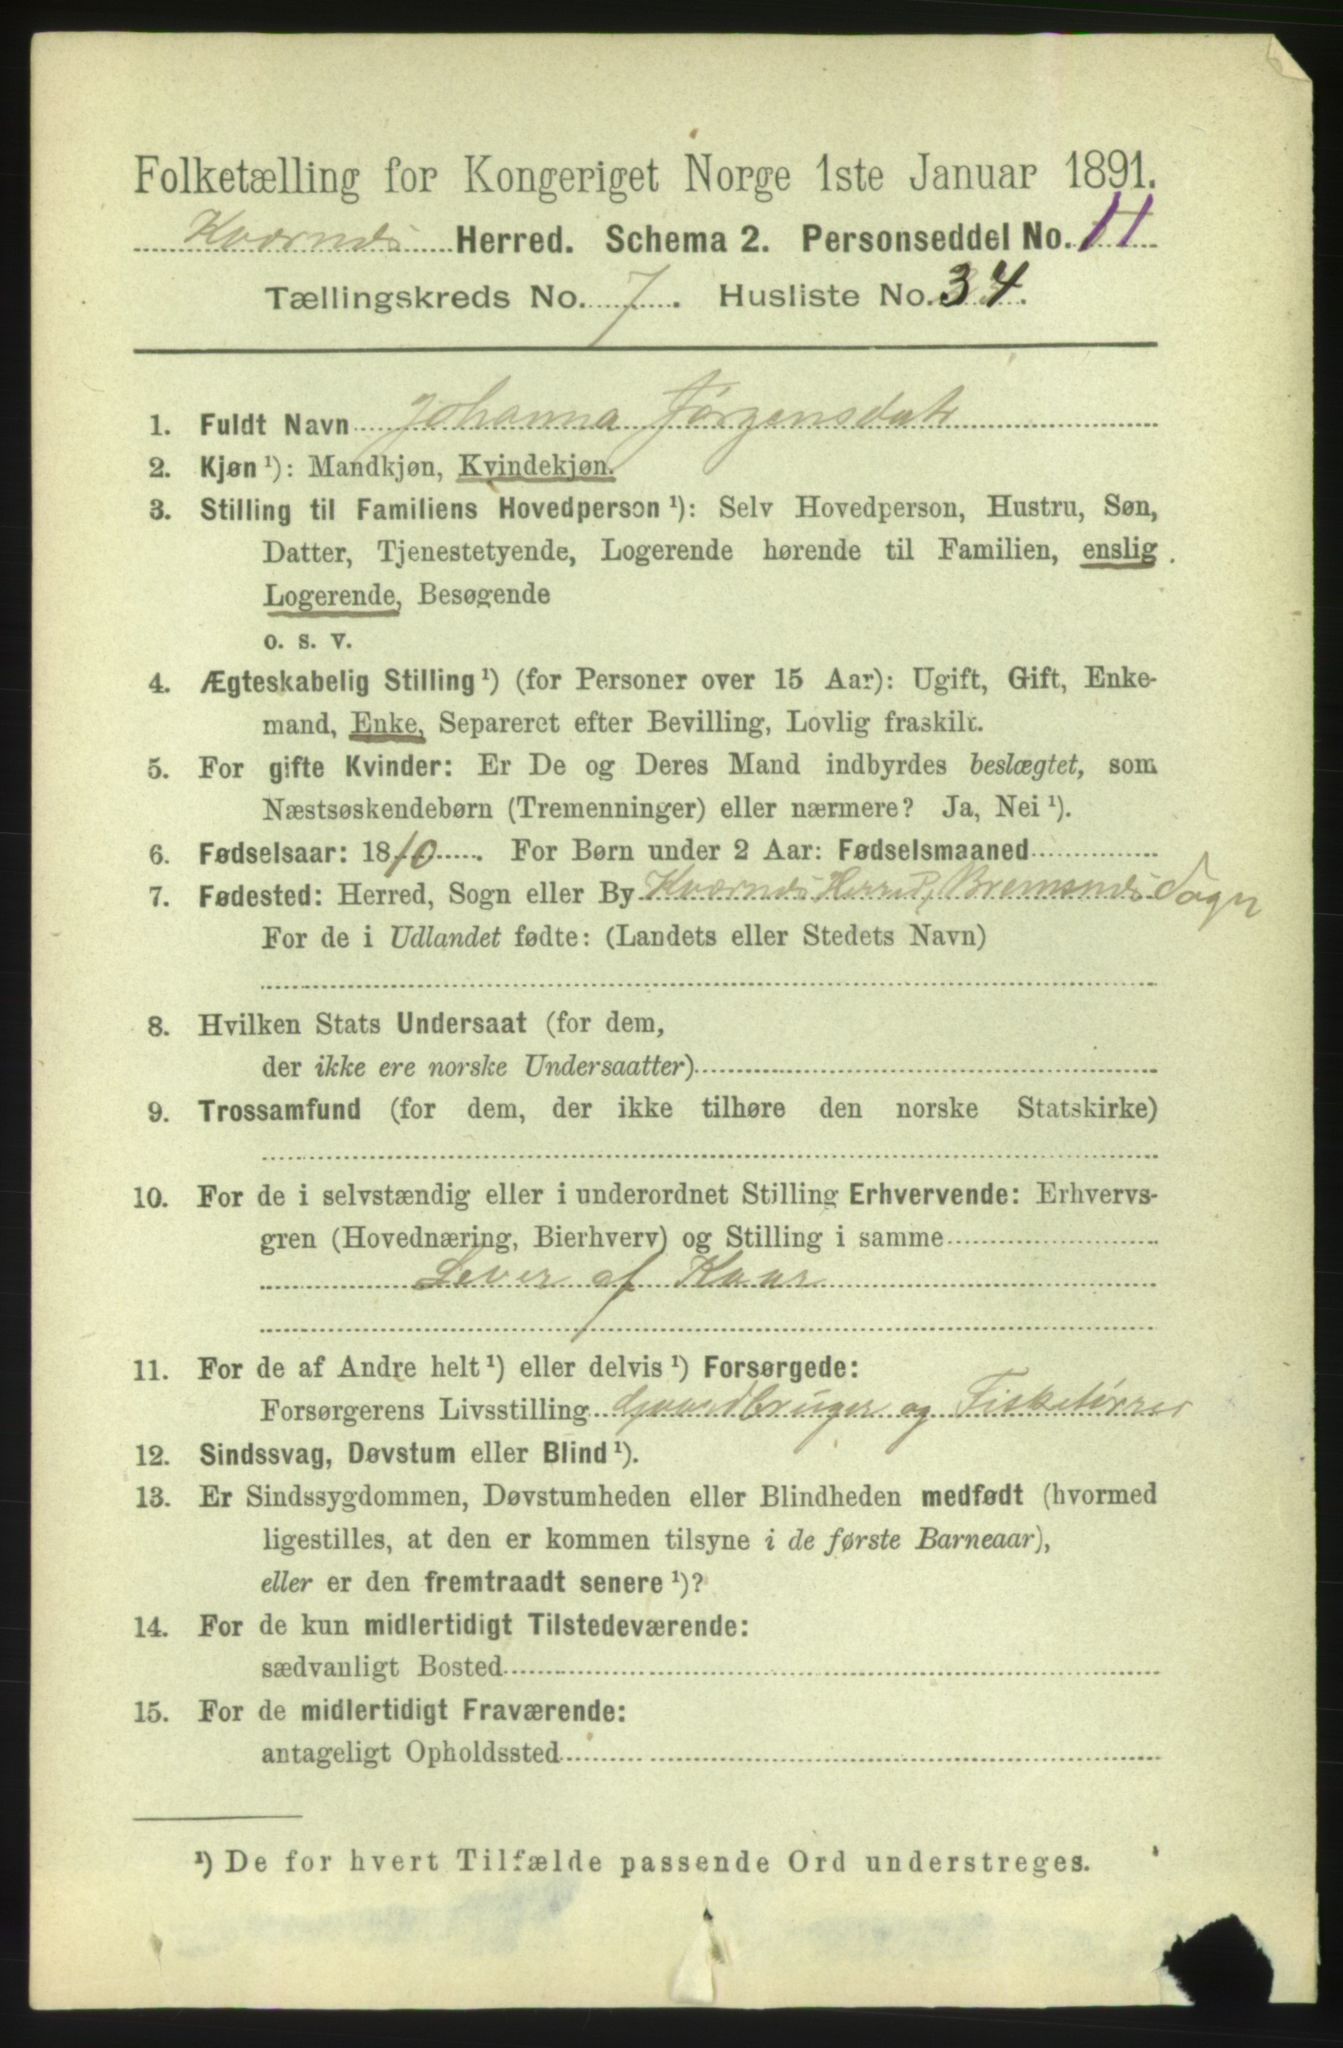 Folketælling for Kongeriget Norge 1ste Januar 1891.
Kvernes Herred. Schema 2. Personseddel No. 11
Tællingskreds No. 7. Husliste No. 34.
1. Fuldt Navn Johanna Jørgensdatr
2. Kjøn ¹): Mandkjøn, Kvindekjøn.
3. Stilling til Familiens Hovedperson ¹): Selv Hovedperson, Hustru, Søn,
Datter, Tjenestetyende, Logerende hørende til Familien, enslig
Logerende, Besøgende
o. s. v.
4. Ægteskabelig Stilling ¹) (for Personer over 15 Aar): Ugift, Gift, Enke-
mand, Enke, Separeret efter Bevilling, Lovlig fraskilt.
5. For gifte Kvinder: Er De og Deres Mand indbyrdes beslægtet, som
Næstsøskendebørn (Tremenninger) eller nærmere? Ja, Nei ¹).
6. Fødselsaar: 1810. For Børn under 2 Aar: Fødselsmaaned
7. Fødested: Herred, Sogn eller By Kværnes Herred, Bremsnes Sogn
For de i Udlandet fødte: (Landets eller Stedets Navn)
8. Hvilken Stats Undersaat (for dem,
der ikke ere norske Undersaatter)
9. Trossamfund (for dem, der ikke tilhøre den norske Statskirke)
10. For de i selvstændig eller i underordnet Stilling Erhvervende: Erhvervs-
gren (Hovednæring, Bierhverv) og Stilling i samme
Lever af Kaar
11. For de af Andre helt ¹) eller delvis ¹) Forsørgede:
Forsørgerens Livsstilling Gaardbruger og Fisketørrer
12. Sindssvag, Døvstum eller Blind ¹).
13. Er Sindssygdommen, Døvstumheden eller Blindheden medfødt (hvormed
ligestilles, at den er kommen tilsyne i de første Barneaar),
eller er den fremtraadt senere ¹)?
14. For de kun midlertidigt Tilstedeværende:
sædvanligt Bosted
15. For de midlertidigt Fraværende:
antageligt Opholdssted
¹) De for hvert Tilfælde passende Ord understreges.